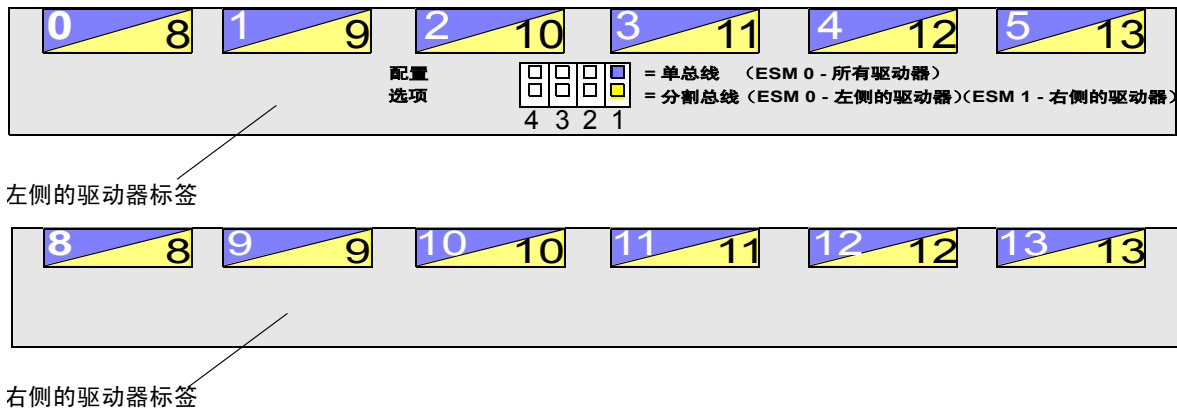 0 8 1 9 2 10 3 11 4 12 5 13
配置 = 单总线 （ESM 0 - 所有驱动器）
选项 = 分割总线（ESM 0 - 左侧的驱动器）（ESM 1 - 右侧的驱动器）
4 3 2 1
左侧的驱动器标签
8 8 9 9 10 10 11 11 12 12 13 13
右侧的驱动器标签